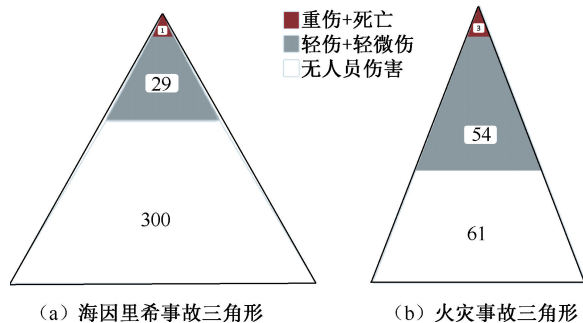 1
29
300
重伤+死亡
轻伤+轻微伤
无人员伤害
3
54
61
（a）海因里希事故三角形
（b）火灾事故三角形